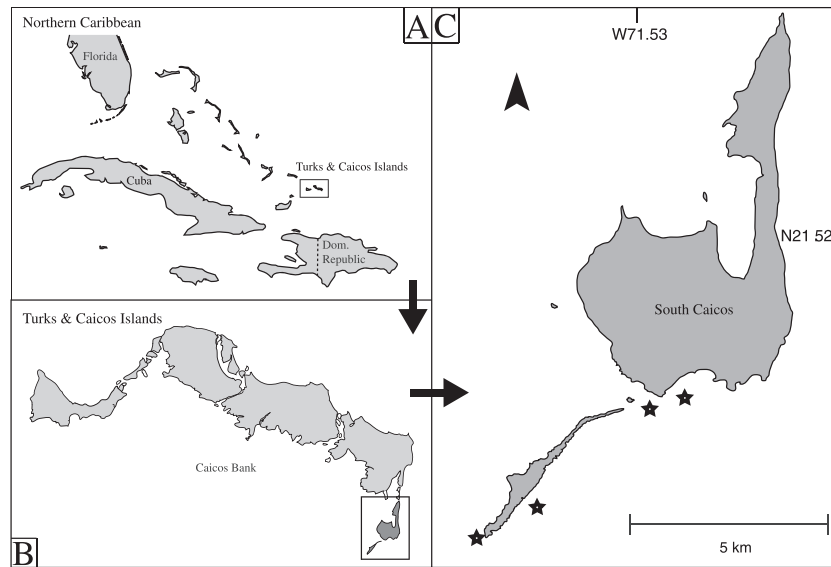 Northern Caribbean
A
Florida
Turks & Caicos Islands
Cuba
Dom.
Republic
Turks & Caicos Islands
Caicos Bank
B
C
W71.53
N21 52
South Caicos
5 km